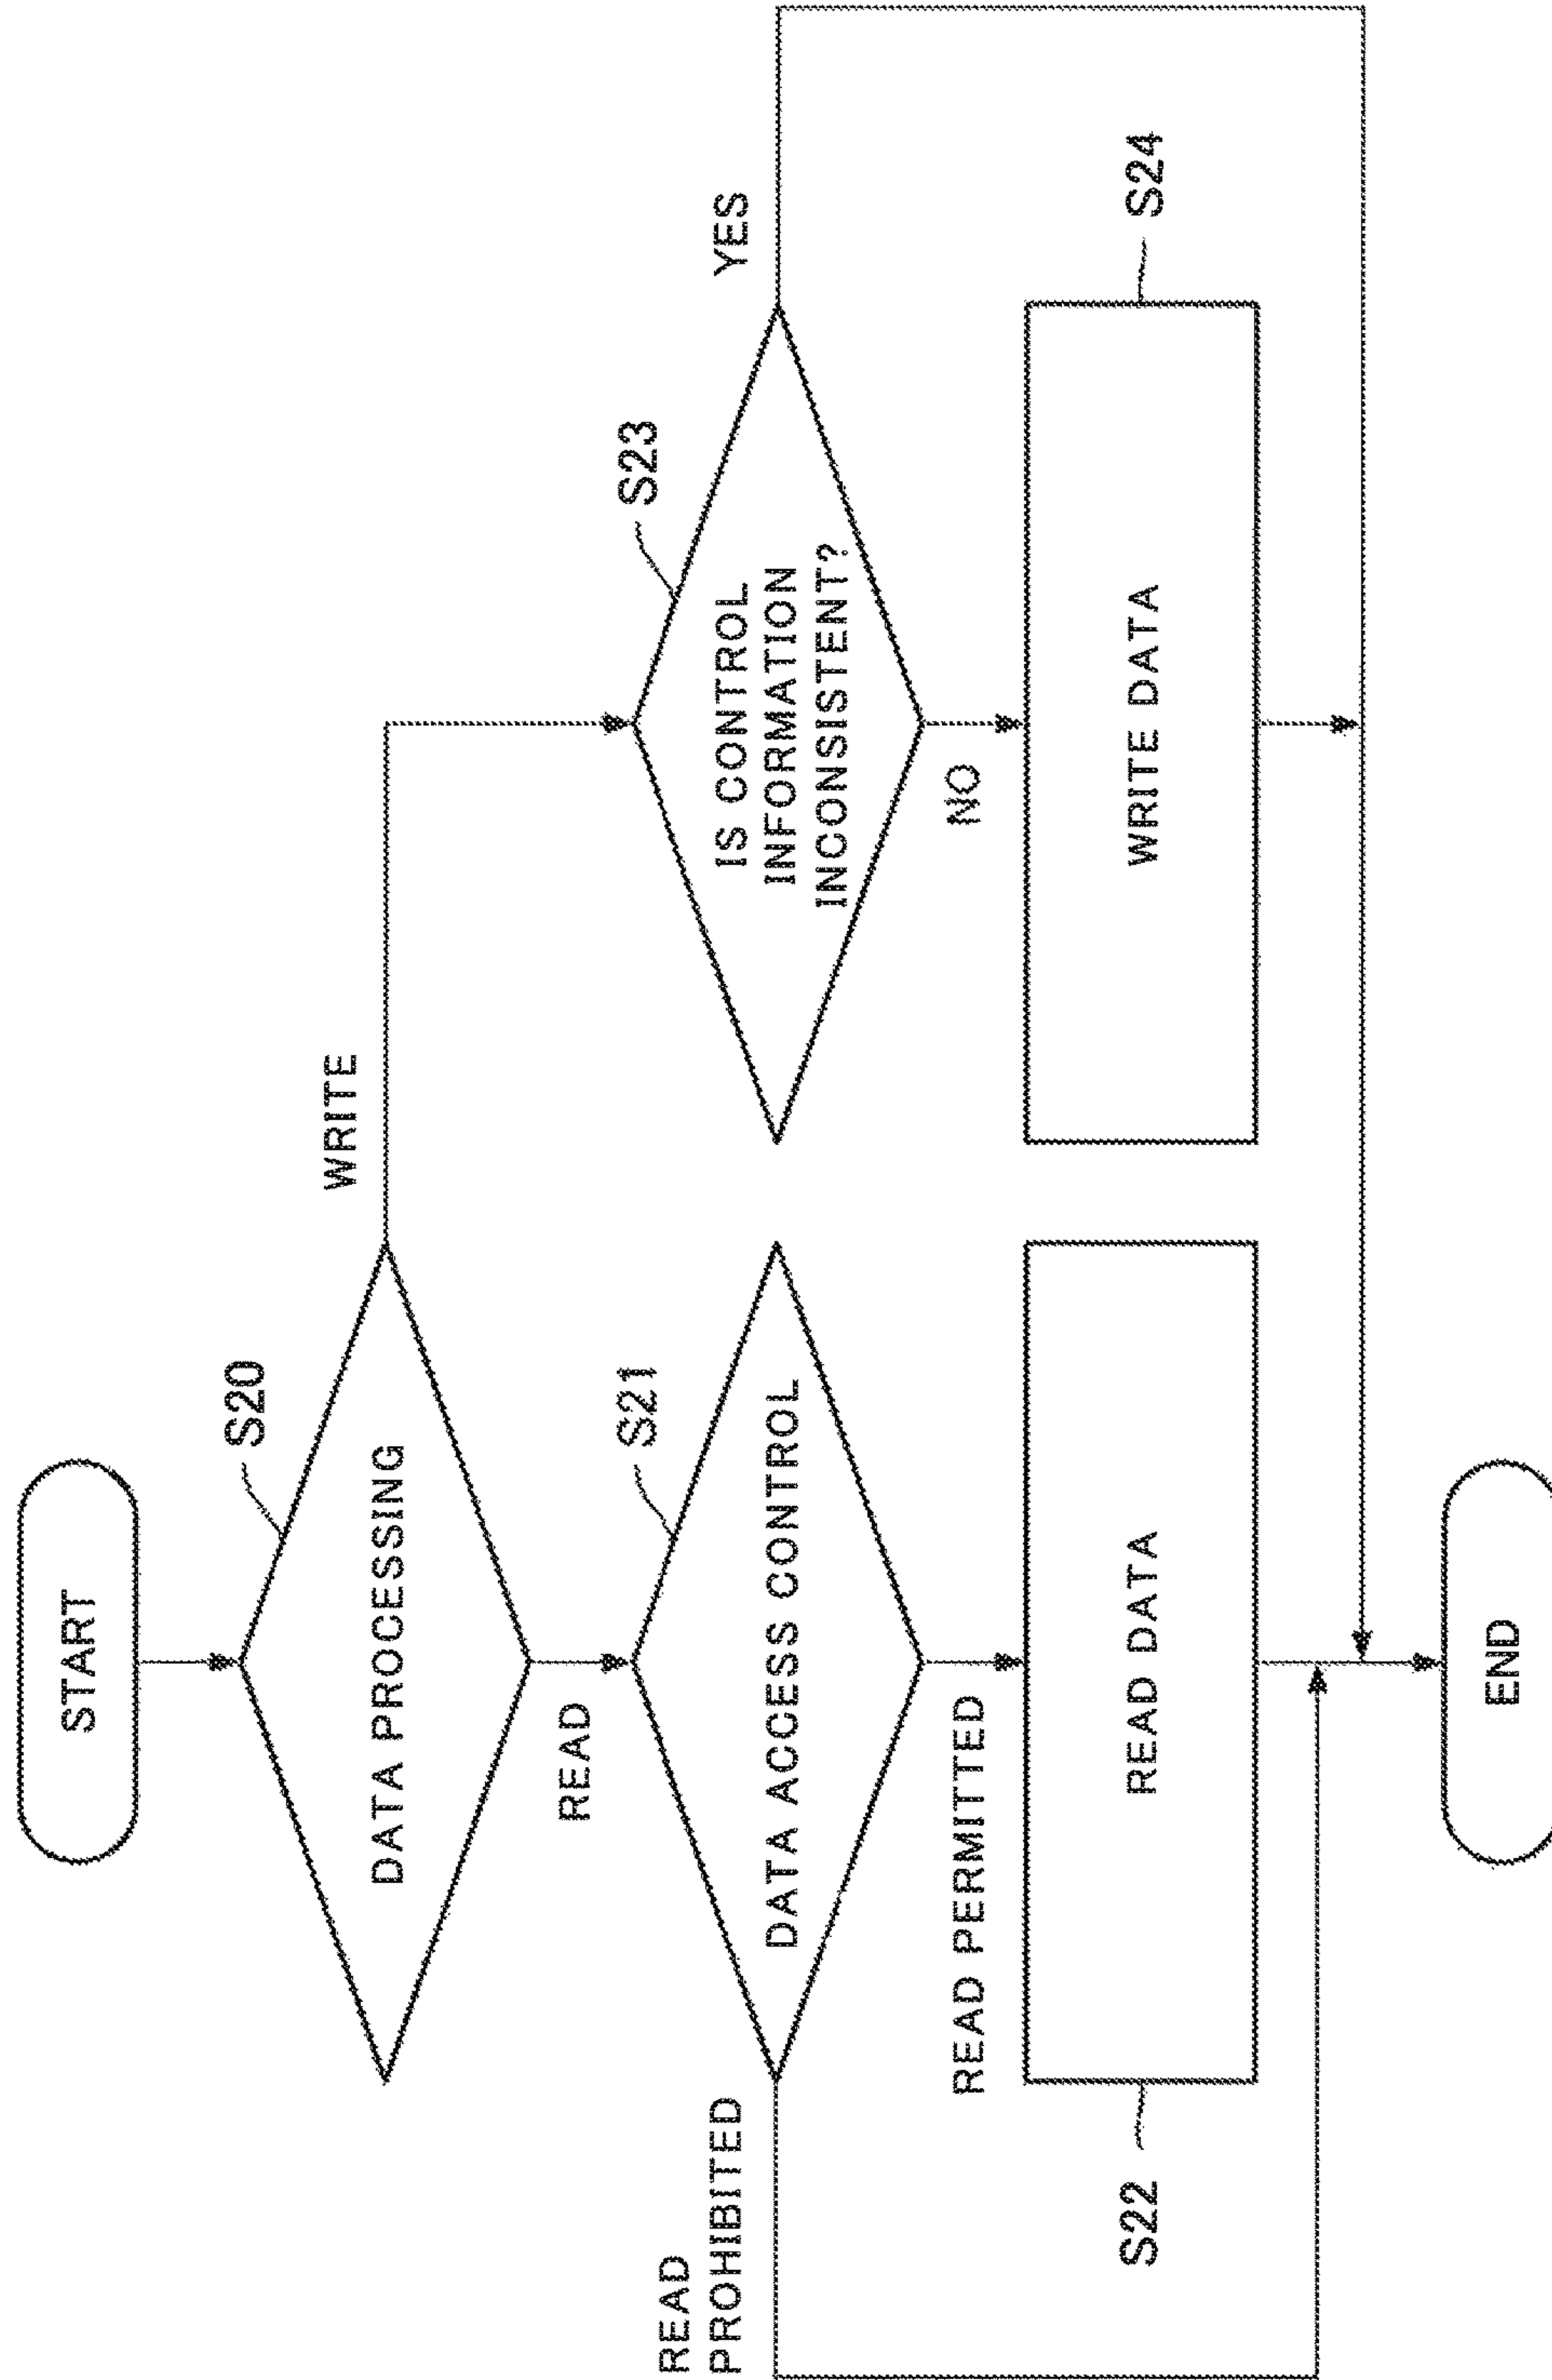 START
S20
DATA PROCESSING
WRITE
READ
S21
DATA ACCESS CONTROL
READ
PROHIBITED
READ PERMITTED
S22
READ DATA
S23
IS CONTROL
INFORMATION
INCONSISTENT?
YES
NO
S24
WRITE DATA
END